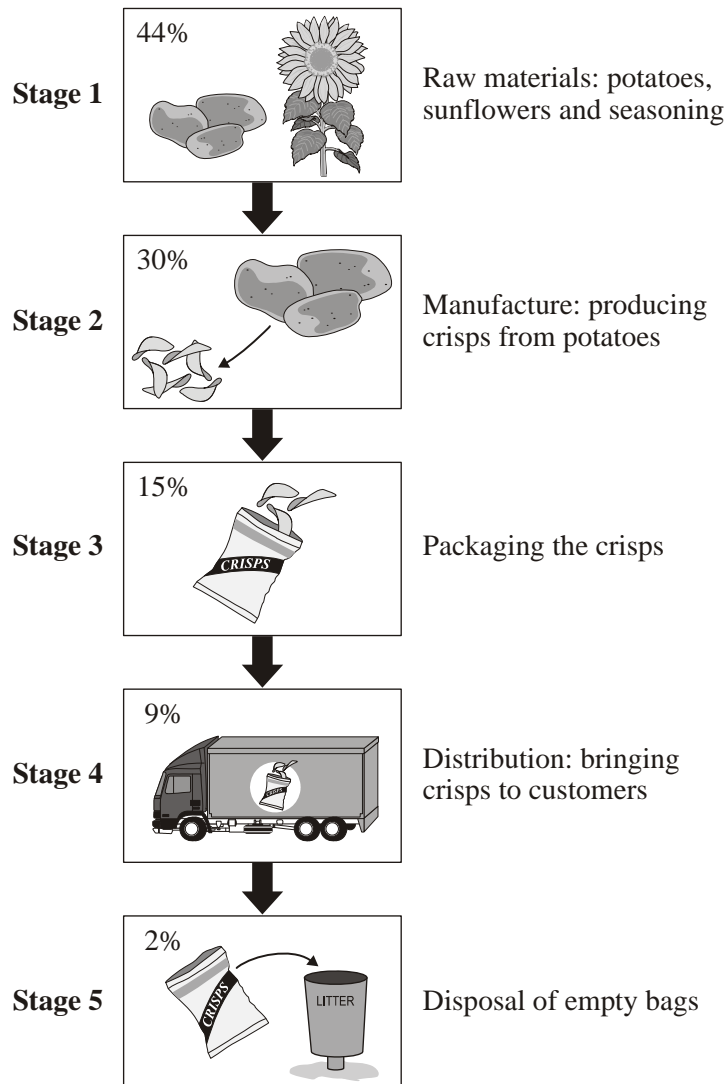 44%
Stage 1
Raw materials: potatoes,
sunflowers and seasoning
30%
Stage 2
Manufacture: producing
crisps from potatoes
15%
Stage 3
CRISPS
Packaging the crisps
9%
Stage 4
CRISPS
Distribution: bringing
crisps to customers
2%
Stage 5
CRISPS
LITTER
Disposal of empty bags